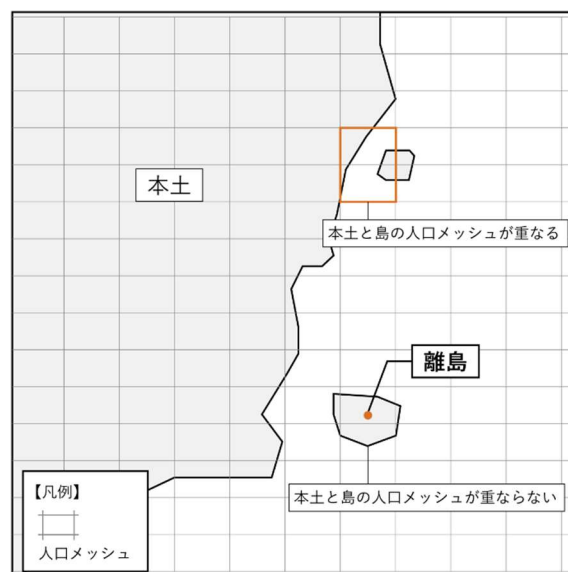 本土
本土と島の人口メッシュが重なる
離島
本土と島の人口メッシュが重ならない
【凡例】
人口メッシュ